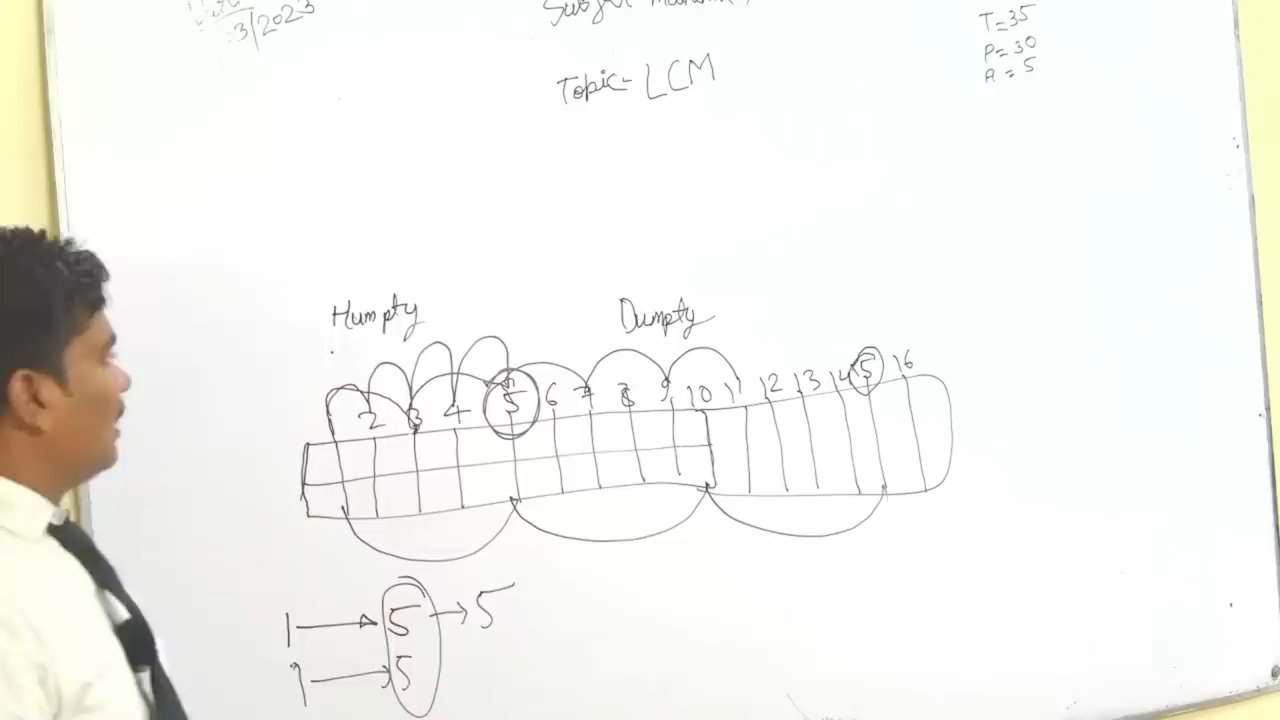 3/2023
T=35
P=30
A=5
Topic- LCM
Humpty Dumpty
2 3 4 5 6 7 8 9 10 11 12 13 14 5 16
1 → 5 → 5
1 → 5